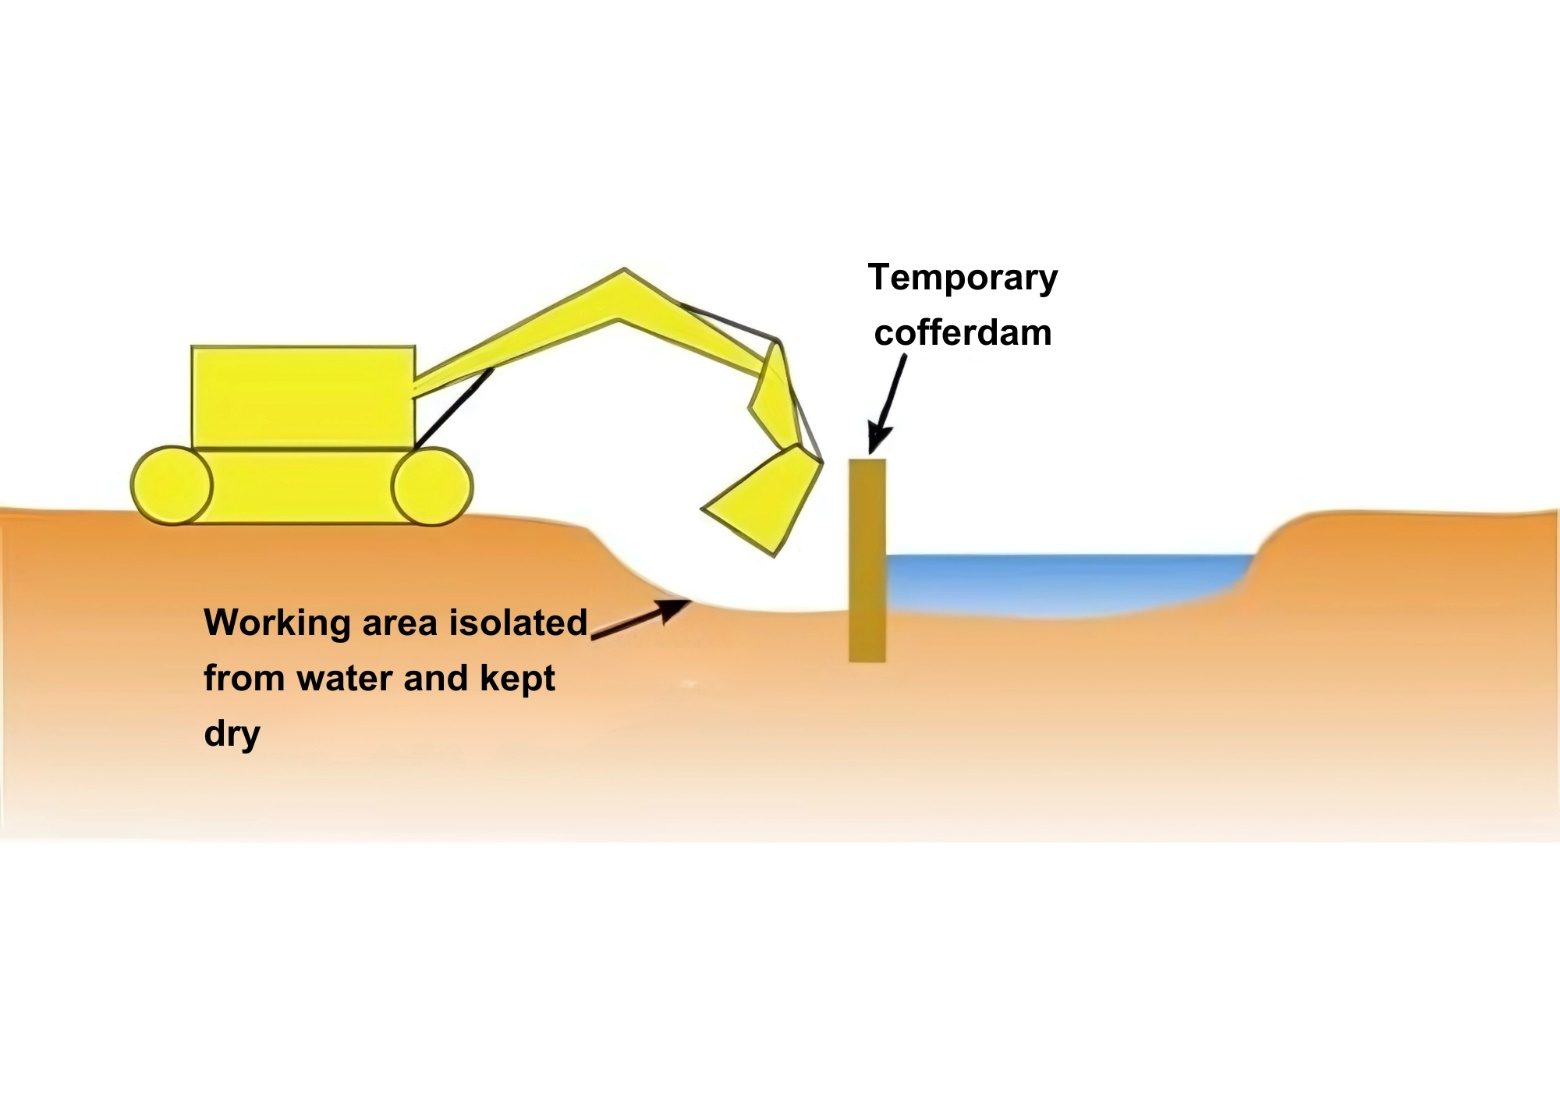 Temporary
cofferdam
Working area isolated
from water and kept
dry